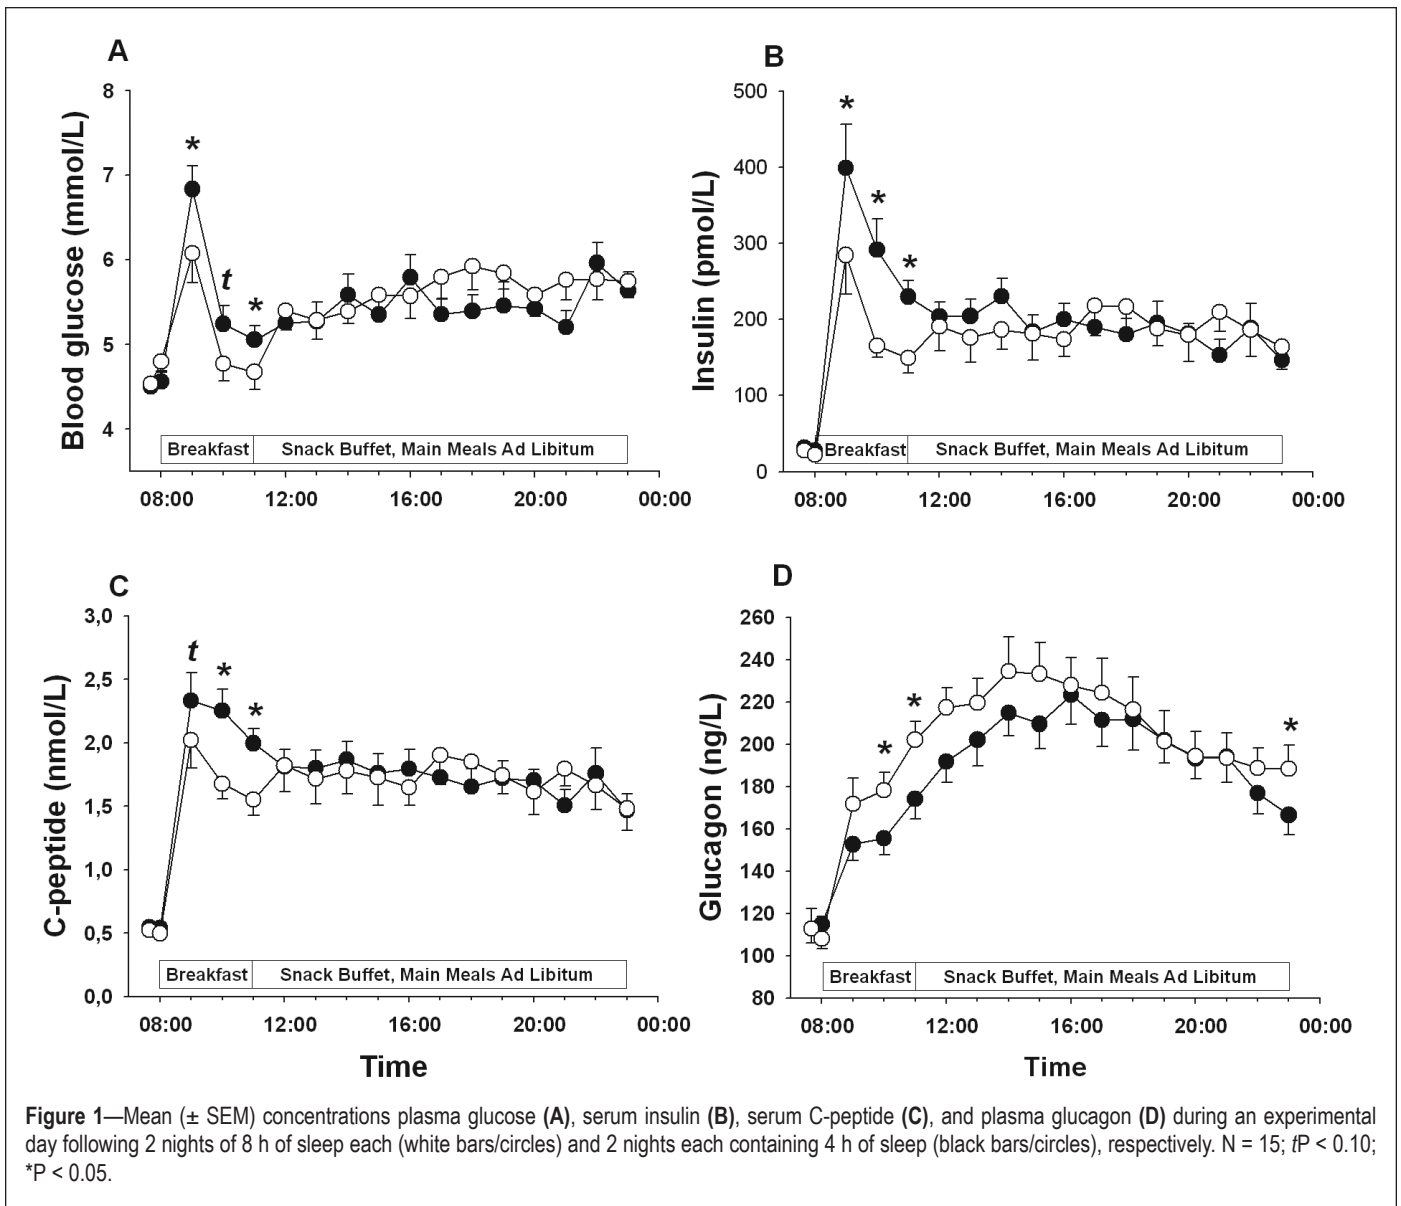 A
Blood glucose (mmol/L)
8
7
6
5
4
*
t
*
Breakfast
Snack Buffet, Main Meals Ad Libitum
08:00 12:00 16:00 20:00 00:00
B
Insulin (pmol/L)
500
400
300
200
100
0
*
*
*
Breakfast
Snack Buffet, Main Meals Ad Libitum
08:00 12:00 16:00 20:00 00:00
C
C-peptide (nmol/L)
3,0
2,5
2,0
1,5
1,0
0,5
0,0
t
*
*
Breakfast
Snack Buffet, Main Meals Ad Libitum
08:00 12:00 16:00 20:00 00:00
Time
D
Glucagon (ng/L)
260
240
220
200
180
160
140
120
100
80
*
*
*
Breakfast
Snack Buffet, Main Meals Ad Libitum
08:00 12:00 16:00 20:00 00:00
Time
Figure 1—Mean (± SEM) concentrations plasma glucose (A), serum insulin (B), serum C-peptide (C), and plasma glucagon (D) during an experimental
day following 2 nights of 8 h of sleep each (white bars/circles) and 2 nights each containing 4 h of sleep (black bars/circles), respectively. N = 15; tP < 0.10;
*P < 0.05.